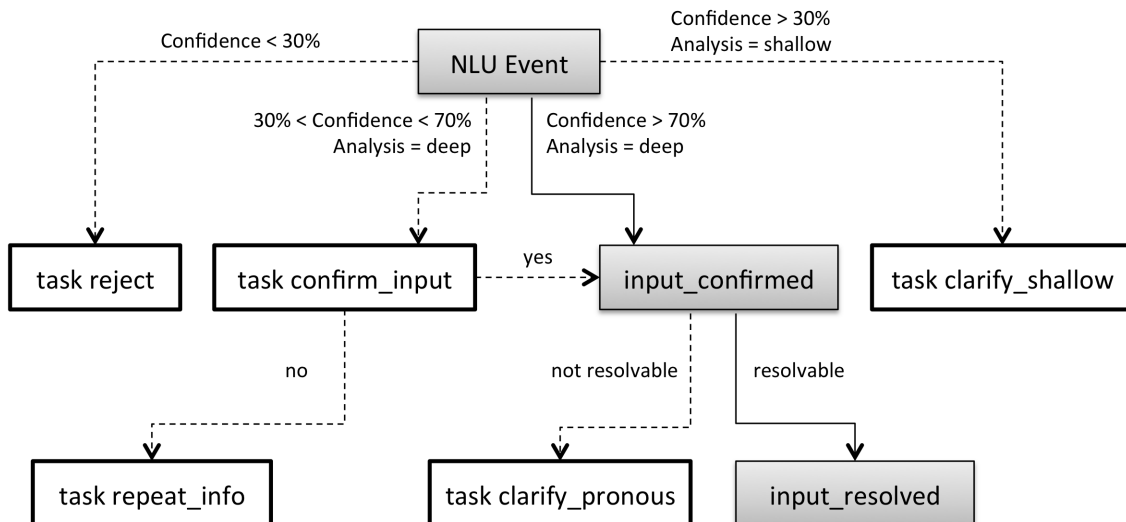 Confidence > 30%
Analysis = shallow
Confidence < 30%
NLU Event
30% < Confidence < 70%
Analysis = deep
Confidence > 70%
Analysis = deep
task reject
task confirm_input
yes
input_confirmed
task clarify_shallow
no
not resolvable
resolvable
task repeat_info
task clarify_pronous
input_resolved